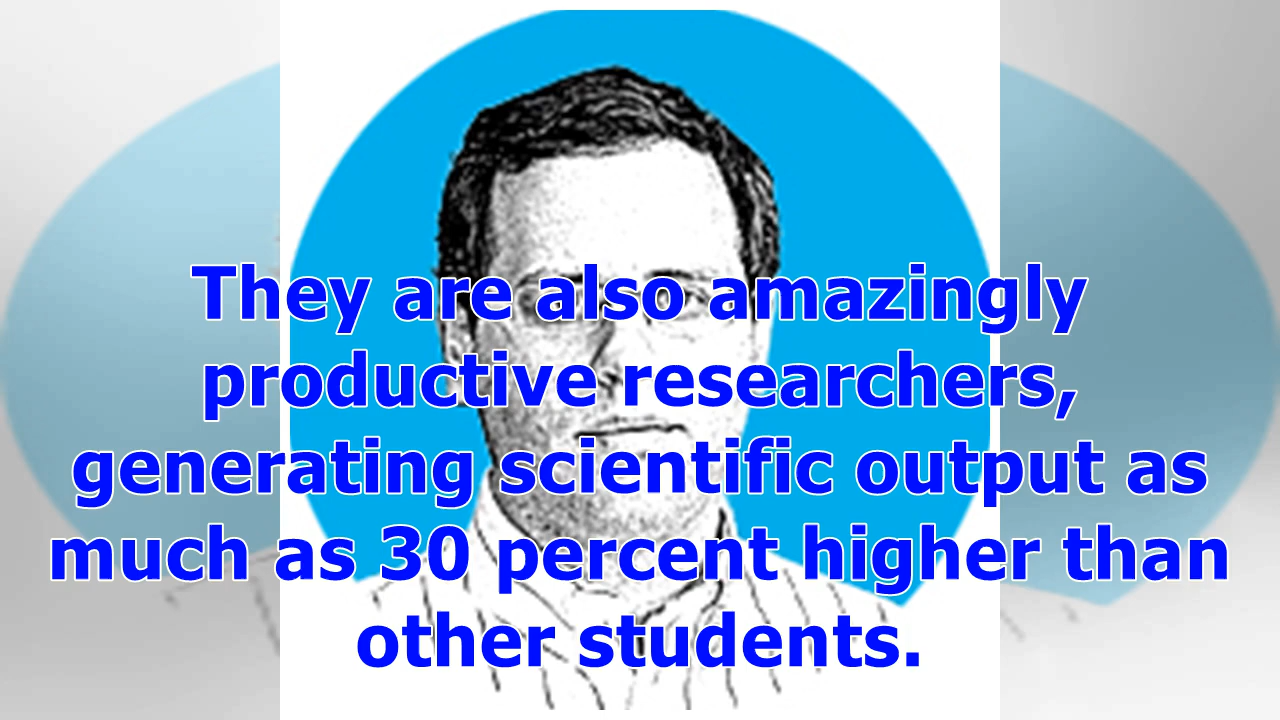 They are also amazingly
productive researchers,
generating scientific output as
much as 30 percent higher than
other students.